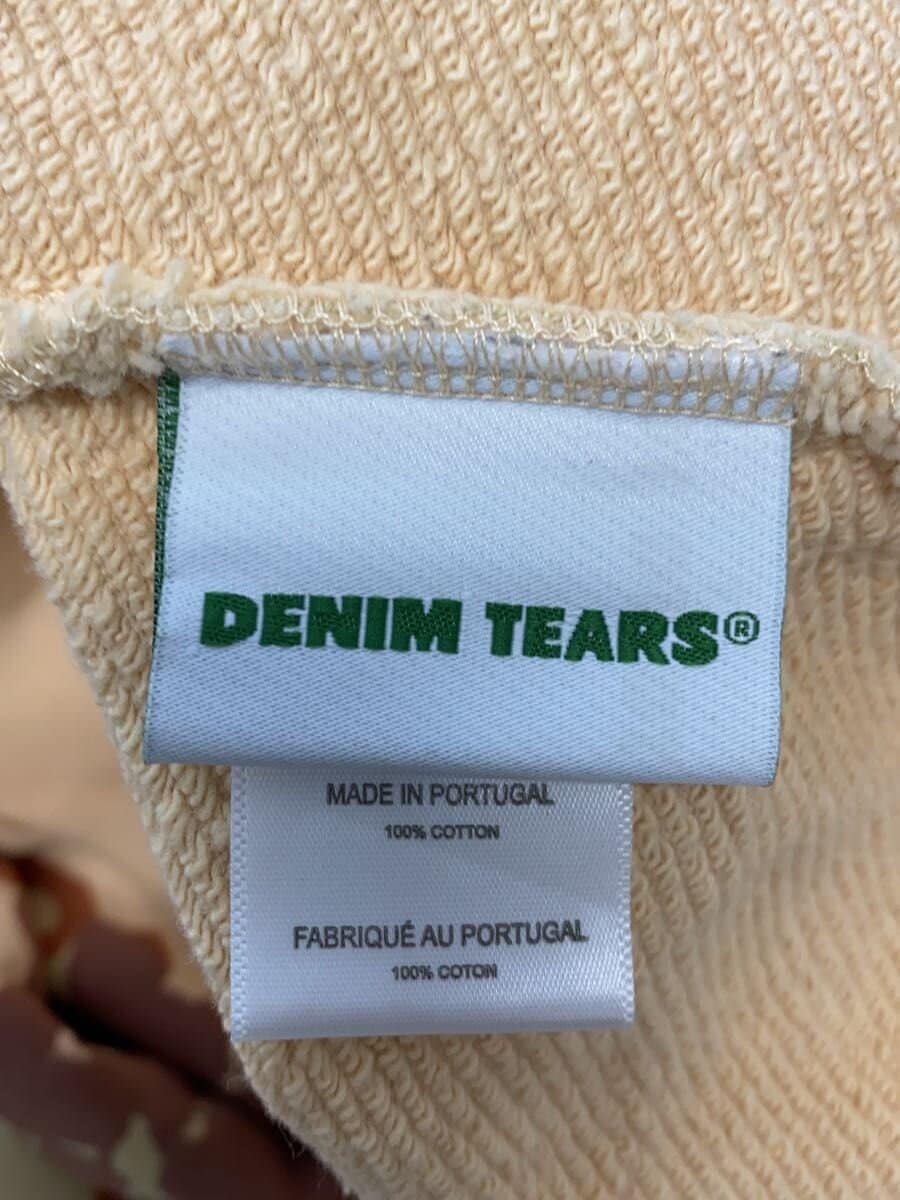 DENIM TEARS®
MADE IN PORTUGAL
100% COTTON
FABRIQUÉ AU PORTUGAL
100% COTON